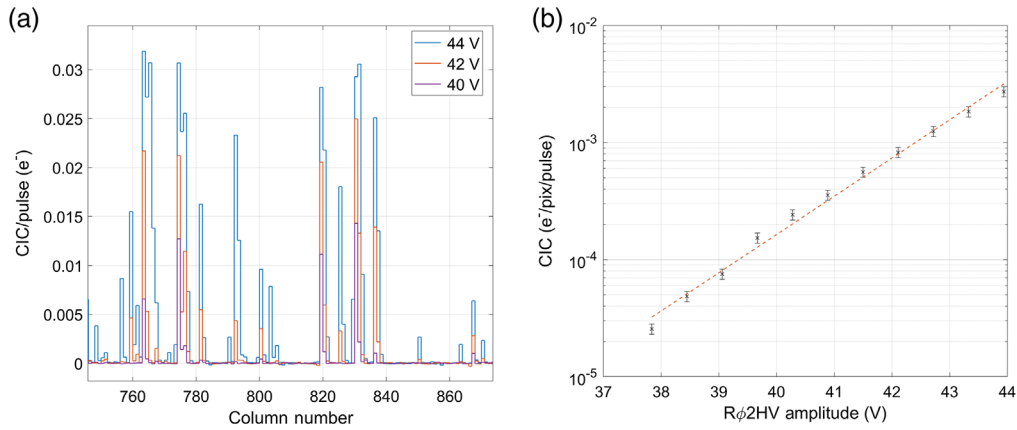 (a)
44 V
42 V
40 V
CIC/pulse (e⁻)
0.03
0.025
0.02
0.015
0.01
0.005
0
760 780 800 820 840 860
Column number
(b)
CIC (e⁻/pix/pulse)
10⁻²
10⁻³
10⁻⁴
10⁻⁵
37 38 39 40 41 42 43 44
Rϕ2HV amplitude (V)